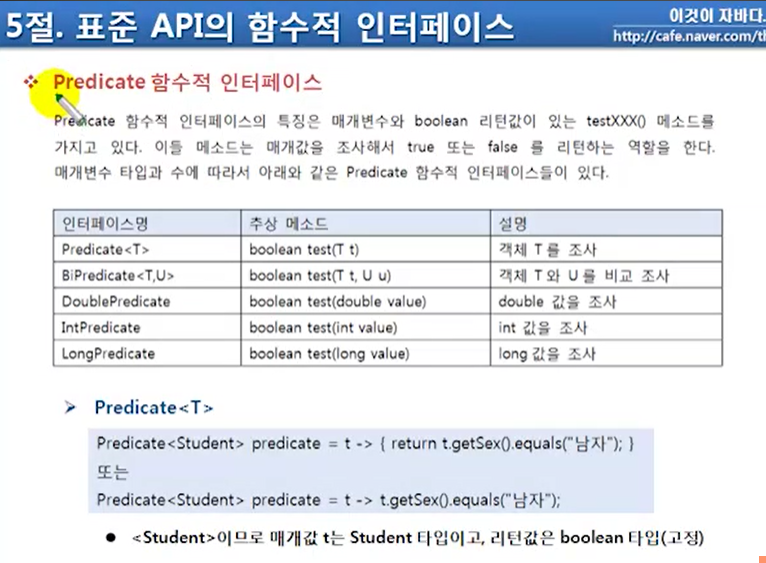 5절. 표준 API의 함수적 인터페이스
이것이 자바다.
http://cafe.naver.com/th
Predicate 함수적 인터페이스
Predicate 함수적 인터페이스의 특징은 매개변수와 boolean 리턴값이 있는 testXXX() 메소드를
가지고 있다. 이들 메소드는 매개값을 조사해서 true 또는 false 를 리턴하는 역할을 한다.
매개변수 타입과 수에 따라서 아래와 같은 Predicate 함수적 인터페이스들이 있다.
인터페이스명 추상 메소드 설명
Predicate<T> boolean test(T t) 객체 T 를 조사
BiPredicate<T,U> boolean test(T t, U u) 객체 T 와 U 를 비교 조사
DoublePredicate boolean test(double value) double 값을 조사
IntPredicate boolean test(int value) int 값을 조사
LongPredicate boolean test(long value) long 값을 조사
Predicate<T>
Predicate<Student> predicate = t -> { return t.getSex().equals("남자"); }
또는
Predicate<Student> predicate = t -> t.getSex().equals("남자");
<Student>이므로 매개값 t는 Student 타입이고, 리턴값은 boolean 타입(고정)